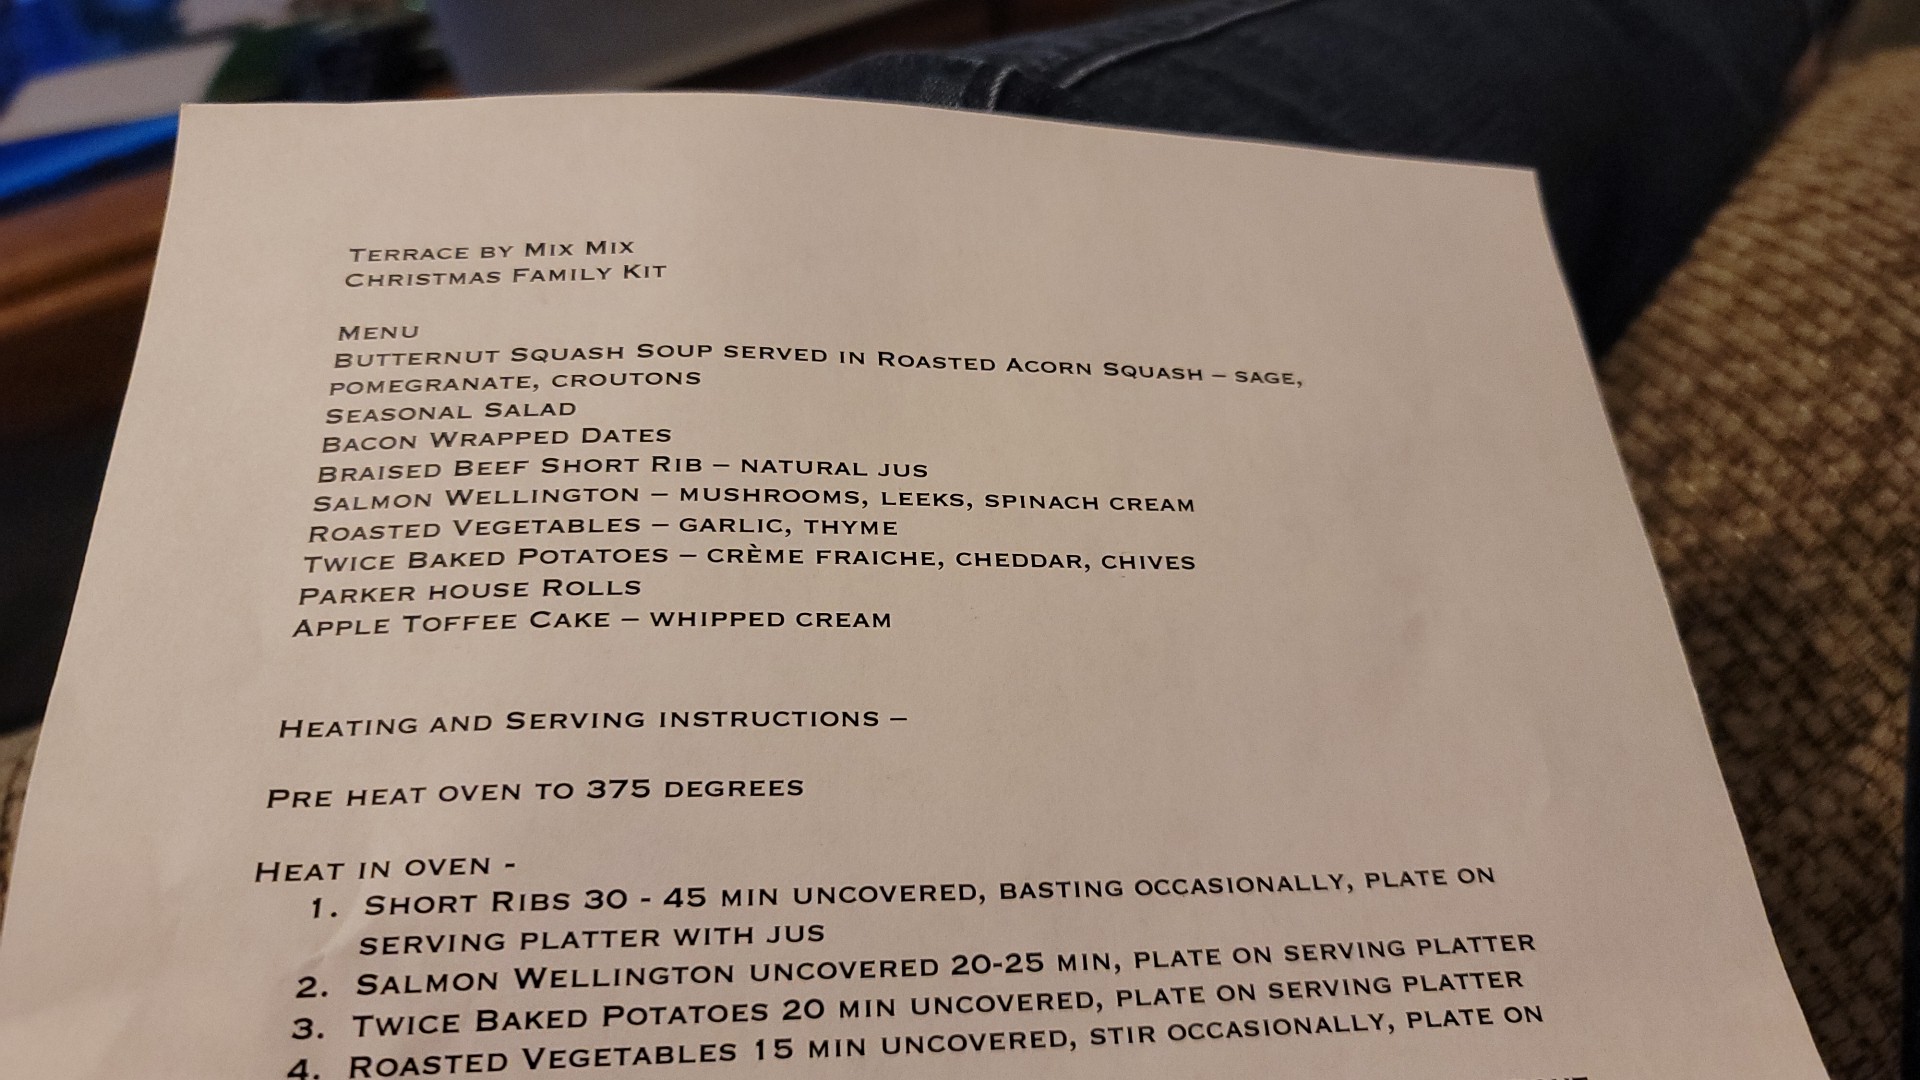 Terrace by Mix Mix
Christmas Family Kit
Menu
Butternut Squash Soup served in Roasted Acorn Squash – sage,
pomegranate, croutons
Seasonal Salad
Bacon Wrapped Dates
Braised Beef Short Rib – natural jus
Salmon Wellington – mushrooms, leeks, spinach cream
Roasted Vegetables – garlic, thyme
Twice Baked Potatoes – crème fraiche, cheddar, chives
Parker house Rolls
Apple Toffee Cake – whipped cream
Heating and Serving instructions –
Pre heat oven to 375 degrees
Heat in oven -
1. Short Ribs 30 - 45 min uncovered, basting occasionally, plate on
serving platter with jus
2. Salmon Wellington uncovered 20-25 min, plate on serving platter
3. Twice Baked Potatoes 20 min uncovered, plate on serving platter
4. Roasted Vegetables 15 min uncovered, stir occasionally, plate on